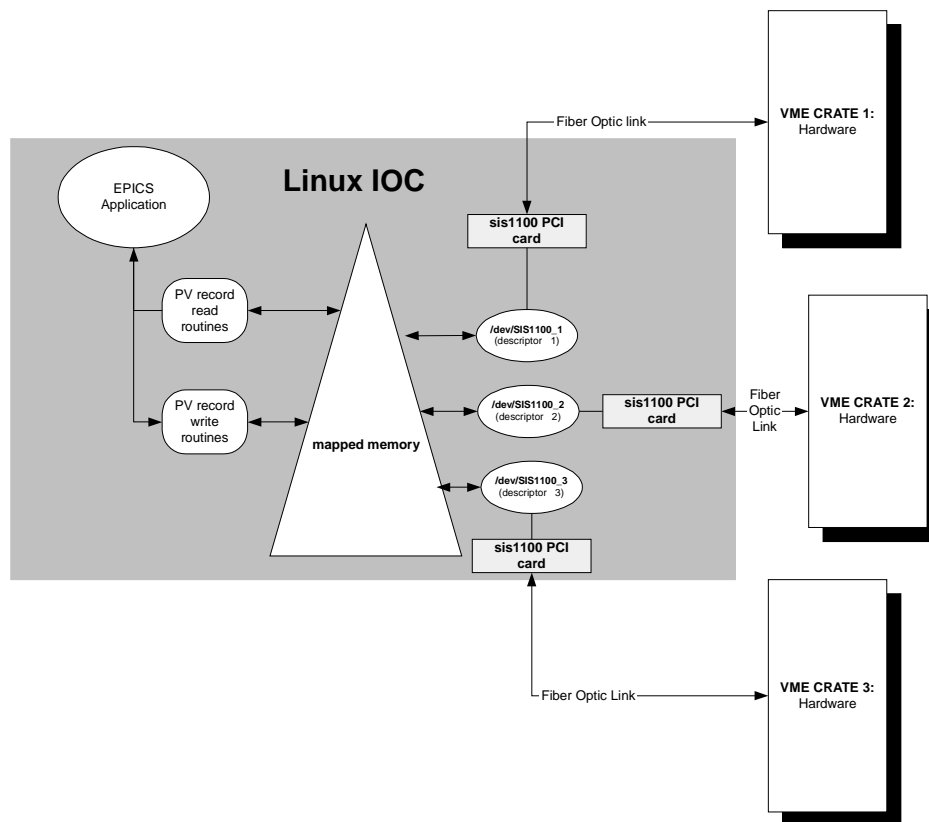 VME CRATE 1:
Hardware
Fiber Optic link
Linux IOC
EPICS
Application
sis1100 PCI
card
PV record
read
routines
/dev/SIS1100_1
(descriptor 1)
PV record
write
routines
mapped memory
/dev/SIS1100_2
(descriptor 2)
sis1100 PCI
card
Fiber
Optic
Link
VME CRATE 2:
Hardware
/dev/SIS1100_3
(descriptor 3)
sis1100 PCI
card
Fiber Optic Link
VME CRATE 3:
Hardware